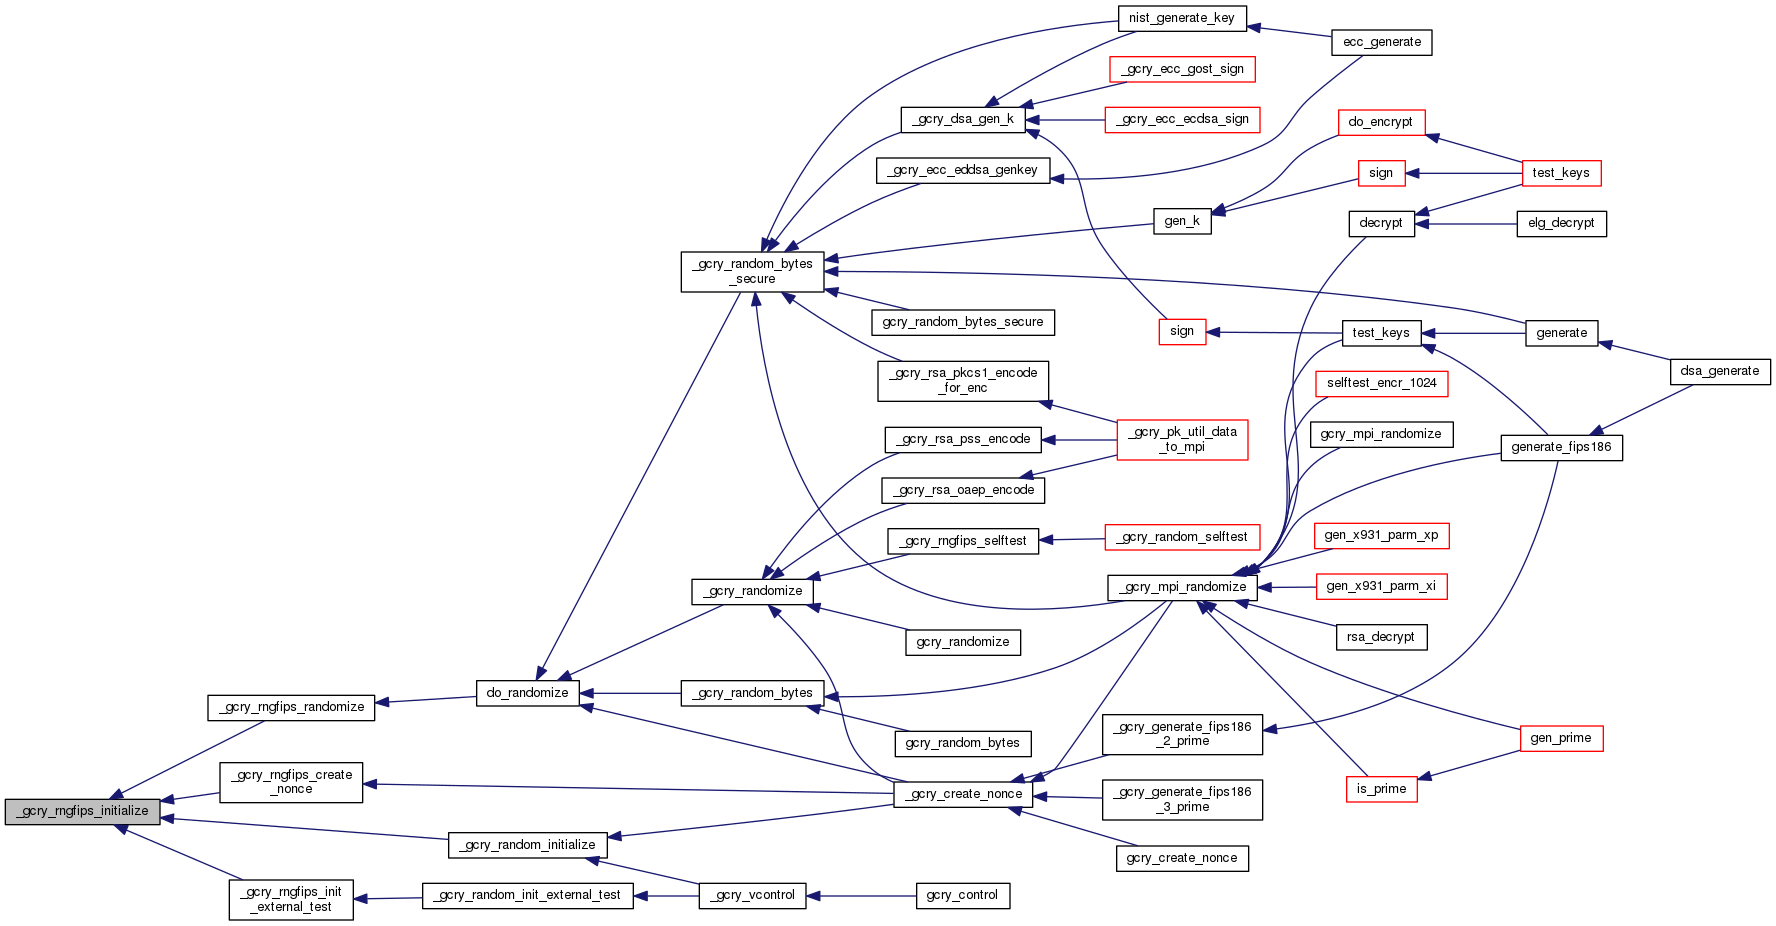 nist_generate_key
ecc_generate
_gcry_ecc_gost_sign
_gcry_dsa_gen_k
_gcry_ecc_ecdsa_sign
do_encrypt
_gcry_ecc_eddsa_genkey
sign
test_keys
gen_k
decrypt
elg_decrypt
_gcry_random_bytes
_secure
gcry_random_bytes_secure
sign
test_keys
generate
_gcry_rsa_pkcs1_encode
_for_enc
selftest_encr_1024
dsa_generate
_gcry_rsa_pss_encode
_gcry_pk_util_data
_to_mpi
gcry_mpi_randomize
generate_fips186
_gcry_rsa_oaep_encode
_gcry_rngfips_selftest
_gcry_random_selftest
gen_x931_parm_xp
_gcry_randomize
_gcry_mpi_randomize
gen_x931_parm_xi
gcry_randomize
rsa_decrypt
_gcry_rngfips_randomize
do_randomize
_gcry_random_bytes
gcry_random_bytes
_gcry_generate_fips186
_2_prime
gen_prime
_gcry_rngfips_create
_nonce
_gcry_create_nonce
_gcry_generate_fips186
_3_prime
is_prime
_gcry_rngfips_initialize
_gcry_random_initialize
gcry_create_nonce
_gcry_rngfips_init
_external_test
_gcry_random_init_external_test
_gcry_vcontrol
gcry_control